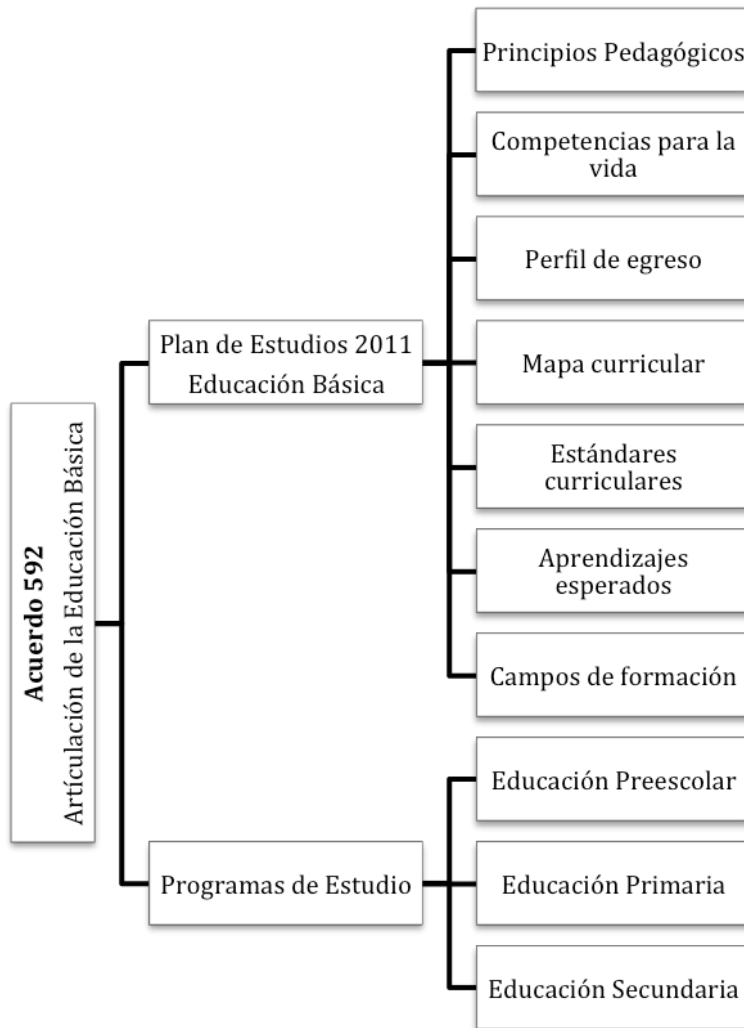 Acuerdo 592
Artículación de la Educación Básica
Plan de Estudios 2011
Educación Básica
Principios Pedagógicos
Competencias para la
vida
Perfil de egreso
Mapa curricular
Estándares
curriculares
Aprendizajes
esperados
Campos de formación
Programas de Estudio
Educación Preescolar
Educación Primaria
Educación Secundaria